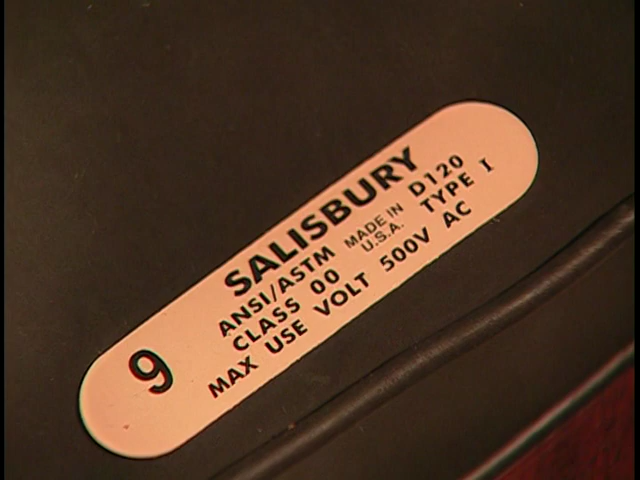 SALISBURY
ANSI/ASTM MADE IN D120
CLASS 00 U.S.A. TYPE I
MAX USE VOLT 500V AC
9